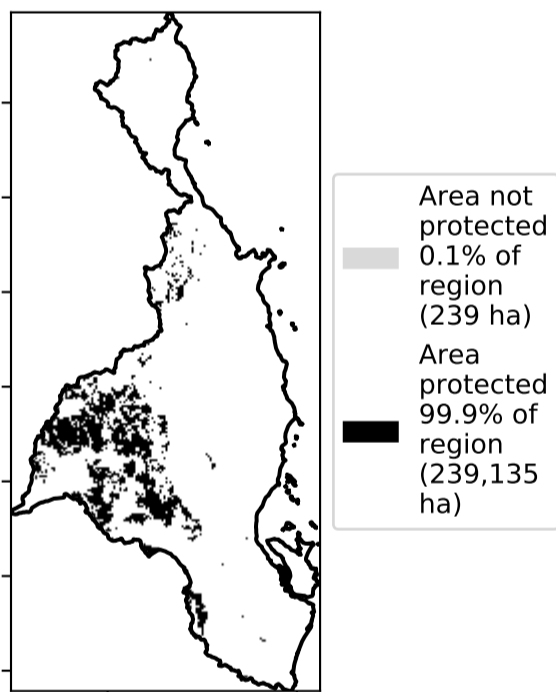 Area not
protected
0.1% of
region
(239 ha)
Area
protected
99.9% of
region
(239,135
ha)